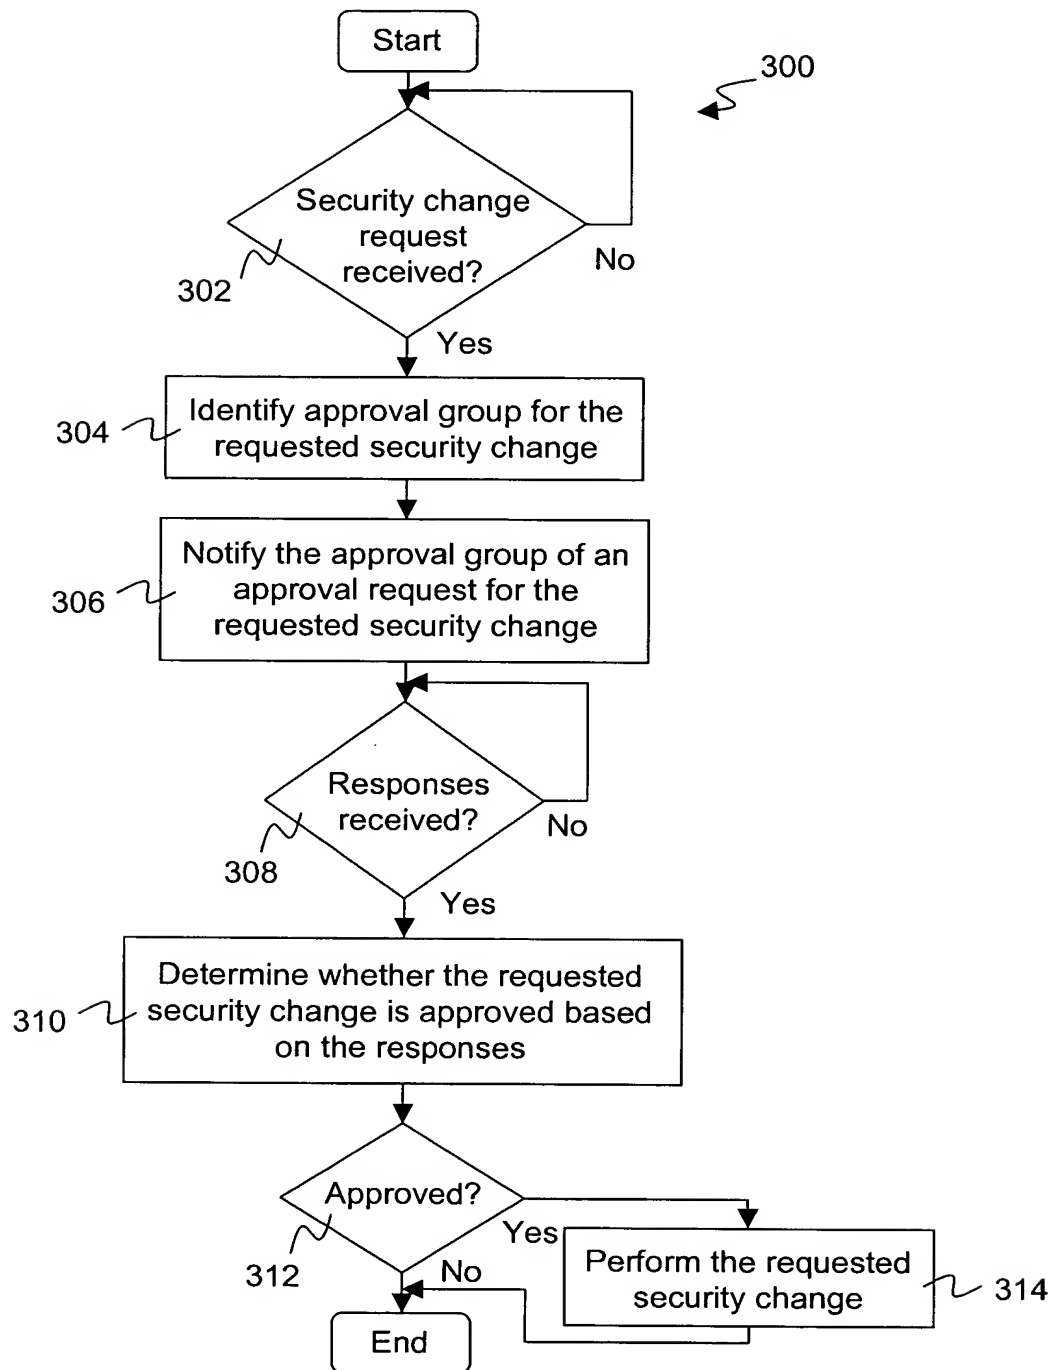 Start
300
Security change
request
received?
No
302
Yes
Identify approval group for the
requested security change
304
Notify the approval group of an
approval request for the
requested security change
306
Responses
received?
No
308
Yes
Determine whether the requested
security change is approved based
on the responses
310
Approved?
Yes
312
No
Perform the requested
security change
314
End